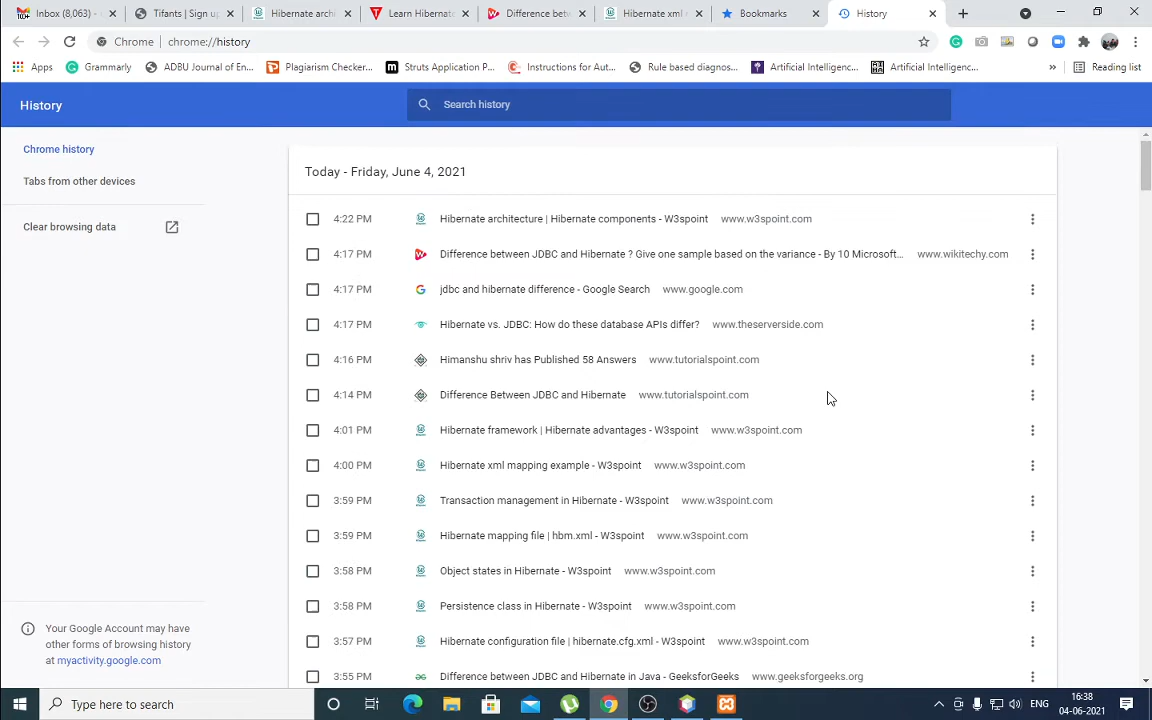 Inbox (8,063)
Tifants | Sign u
Hibernate arch
Learn Hibernat
Difference betw
Hibernate xml
Bookmarks
History
Chrome | chrome://history
Apps
Grammarly
ADBU Journal of En...
Plagiarism Checker...
Struts Application P...
Instructions for Aut...
Rule based diagnos...
Artificial Intelligenc...
Artificial Intelligenc...
»
Reading list
History
Search history
Chrome history
Tabs from other devices
Clear browsing data
Today - Friday, June 4, 2021
4:22 PM Hibernate architecture | Hibernate components - W3spoint www.w3spoint.com
4:17 PM Difference between JDBC and Hibernate ? Give one sample based on the variance - By 10 Microsoft... www.wikitechy.com
4:17 PM jdbc and hibernate difference - Google Search www.google.com
4:17 PM Hibernate vs. JDBC: How do these database APIs differ? www.theserverside.com
4:16 PM Himanshu shriv has Published 58 Answers www.tutorialspoint.com
4:14 PM Difference Between JDBC and Hibernate www.tutorialspoint.com
4:01 PM Hibernate framework | Hibernate advantages - W3spoint www.w3spoint.com
4:00 PM Hibernate xml mapping example - W3spoint www.w3spoint.com
3:59 PM Transaction management in Hibernate - W3spoint www.w3spoint.com
3:59 PM Hibernate mapping file | hbm.xml - W3spoint www.w3spoint.com
3:58 PM Object states in Hibernate - W3spoint www.w3spoint.com
3:58 PM Persistence class in Hibernate - W3spoint www.w3spoint.com
3:57 PM Hibernate configuration file | hibernate.cfg.xml - W3spoint www.w3spoint.com
3:55 PM Difference between JDBC and Hibernate in Java - GeeksforGeeks www.geeksforgeeks.org
Your Google Account may have
other forms of browsing history
at myactivity.google.com
Type here to search
ENG
16:38
04-06-2021